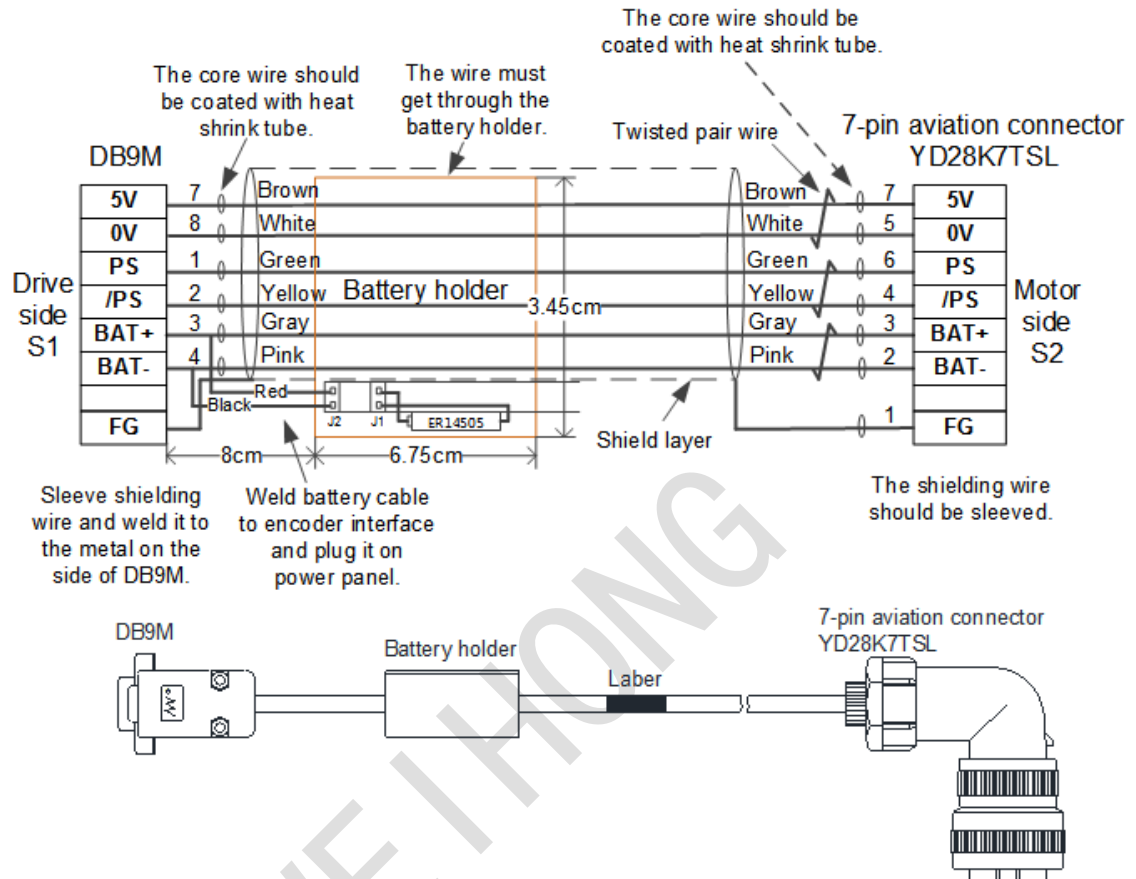 The core wire should be
coated with heat shrink tube.
The core wire should
be coated with heat
shrink tube.
The wire must
get through the
battery holder.
Twisted pair wire
7-pin aviation connector
YD28K7TSL
DB9M
5V 7 Brown Brown 7 5V
0V 8 White White 5 0V
PS 1 Green Green 6 PS
/PS 2 Yellow Yellow 4 /PS
BAT+ 3 Gray Gray 3 BAT+
BAT- 4 Pink Pink 2 BAT-
FG 1 FG
Drive
side
S1
Battery holder
3.45cm
Motor
side
S2
Red
Black
J2 J1 ER14505
Shield layer
8cm 6.75cm
Sleeve shielding
wire and weld it to
the metal on the
side of DB9M.
Weld battery cable
to encoder interface
and plug it on
power panel.
The shielding wire
should be sleeved.
DB9M
Battery holder
Laber
7-pin aviation connector
YD28K7TSL
WEIHONG